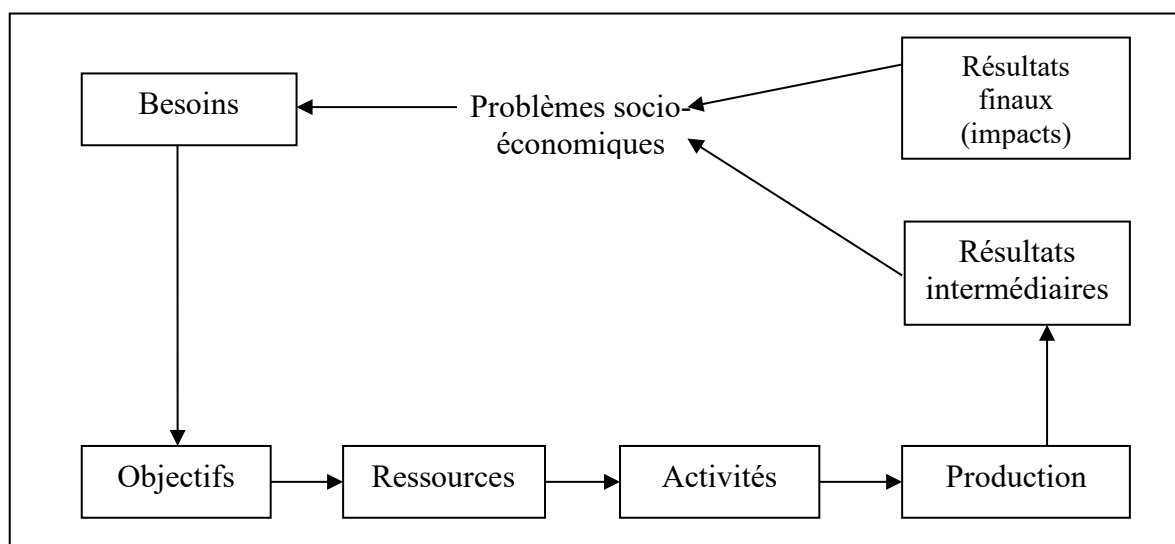 Besoins
Problèmes socio-
économiques
Résultats
finaux
(impacts)
Résultats
intermédiaires
Objectifs
Ressources
Activités
Production